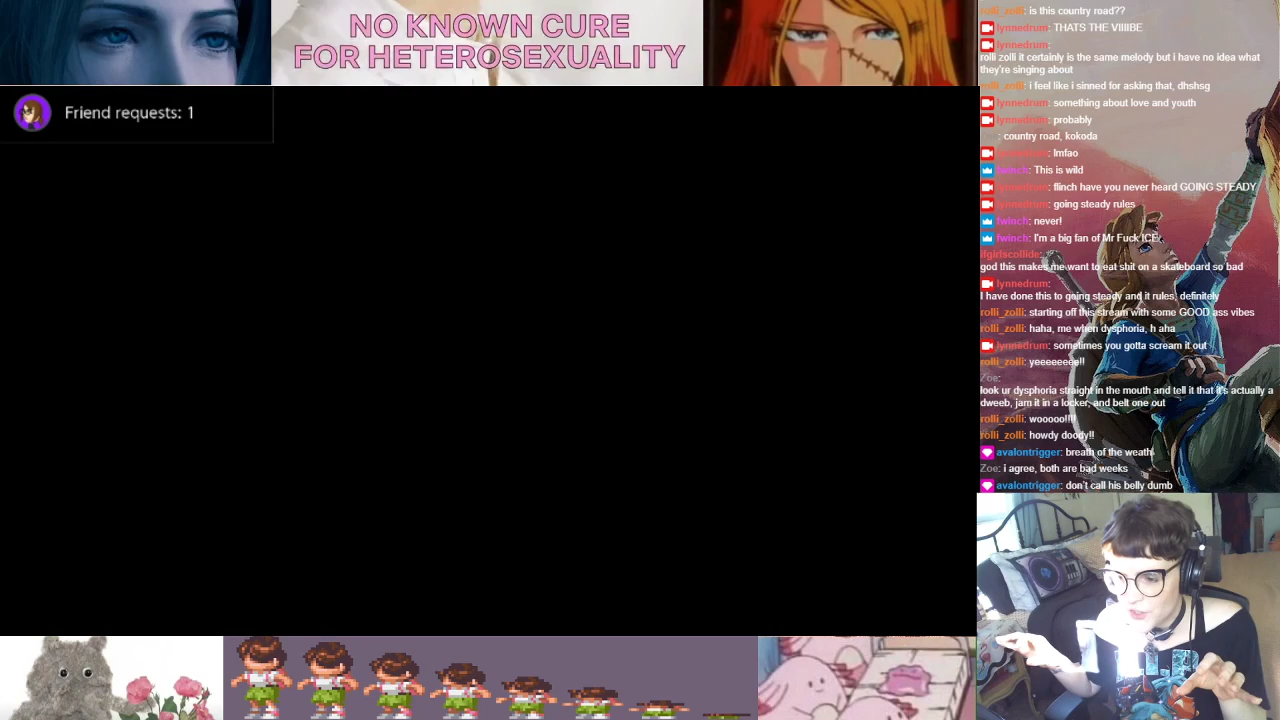 NO KNOWN CURE
FOR HETEROSEXUALITY
Friend requests: 1
rolli_zolli: is this country road??
lynnedrum: THATS THE VIIIIBE
lynnedrum:
rolli zolli it certainly is the same melody but i have no idea what
they're singing about
rolli_zolli: i feel like i sinned for asking that, dhshsg
lynnedrum: something about love and youth
lynnedrum: probably
: country road, kokoda
lynnedrum: lmfao
fwinch: This is wild
lynnedrum: flinch have you never heard GOING STEADY
lynnedrum: going steady rules
fwinch: never!
fwinch: I'm a big fan of Mr Fuck ICE
ifgirlscollide:
god this makes me want to eat shit on a skateboard so bad
lynnedrum:
I have done this to going steady and it rules, definitely
rolli_zolli: starting off this stream with some GOOD ass vibes
rolli_zolli: haha, me when dysphoria, h aha
lynnedrum: sometimes you gotta scream it out
rolli_zolli: yeeeeeeee!!
Zoe:
look ur dysphoria straight in the mouth and tell it that it's actually a
dweeb, jam it in a locker, and belt one out
rolli_zolli: wooooo!!!!
rolli_zolli: howdy doody!!
avalontrigger: breath of the weath
Zoe: i agree, both are bad weeks
avalontrigger: don't call his belly dumb